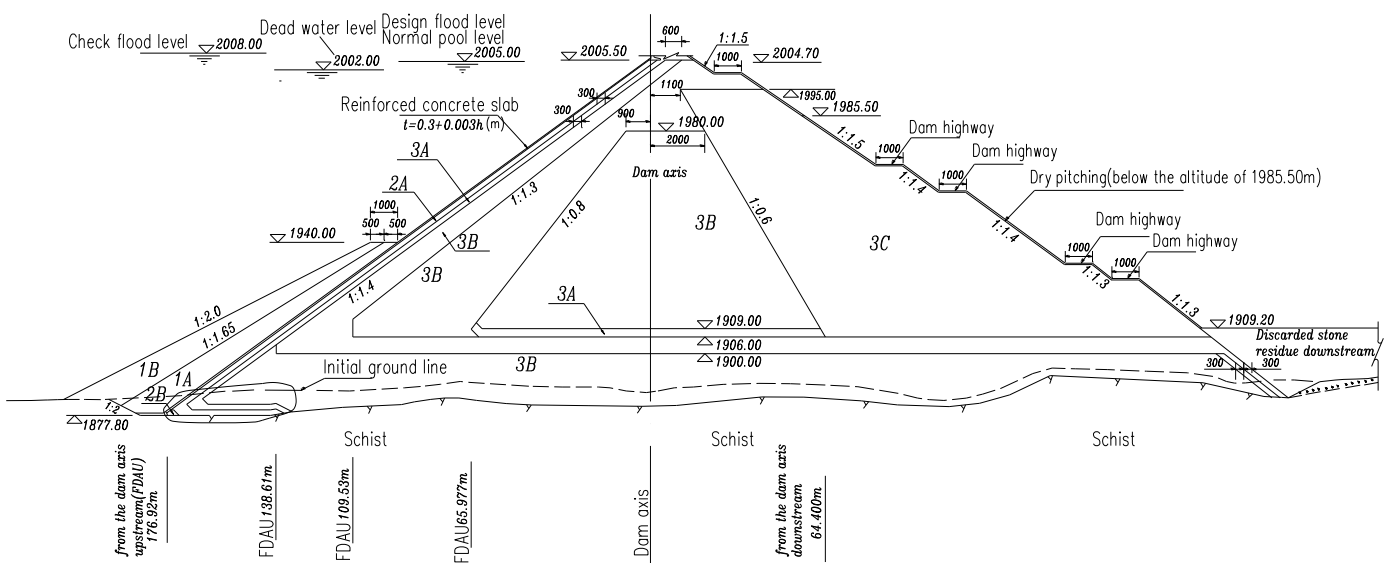 Check flood level
2008.00
Dead water level
2002.00
Design flood level
Normal pool level
2005.00
2005.50
600
1:1.5
1000
2004.70
Reinforced concrete slab
t=0.3+0.003h (m)
300
300
1100
900
1980.00
2000
Dam axis
1995.00
1985.50
1:1.5
1000
Dam highway
1:1.4
1000
Dam highway
Dry pitching(below the altitude of 1985.50m)
1:1.4
1000
Dam highway
1:1.3
1000
Dam highway
1:1.3
3A
2A
1:1.3
1:0.8
1:0.6
3B
3C
1000
500
500
1940.00
3B
3B
1:1.4
1:2.0
1:1.65
3A
1909.00
1906.00
1900.00
1909.20
Discarded stone
residue downstream
300
300
3B
Initial ground line
1B
1A
2B
1:2
1877.80
Schist
Schist
Schist
from the dam axis
upstream(FDAU)
176.92m
FDAU138.61m
FDAU109.53m
FDAU65.977m
Dam axis
from the dam axis
downstream
64.400m